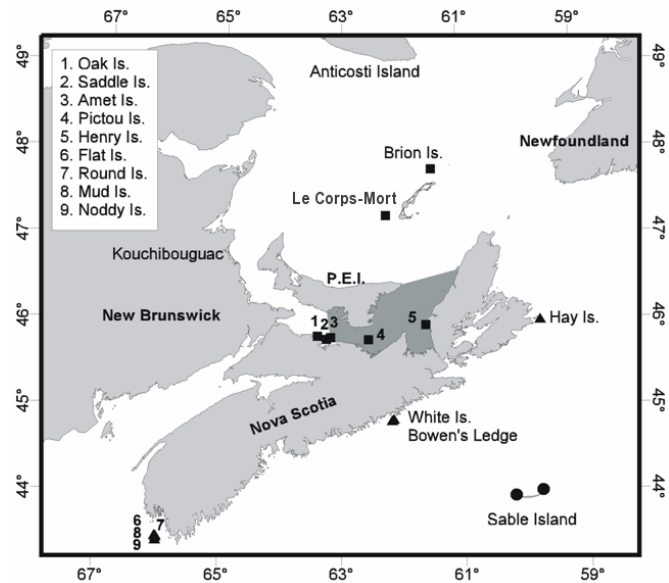 67° 65° 63° 61° 59°
49°
48°
47°
46°
45°
44°
49°
48°
47°
46°
45°
44°
1. Oak Is.
2. Saddle Is.
3. Amet Is.
4. Pictou Is.
5. Henry Is.
6. Flat Is.
7. Round Is.
8. Mud Is.
9. Noddy Is.
Anticosti Island
Newfoundland
Brion Is.
Le Corps-Mort
Kouchibouguac
P.E.I.
New Brunswick
1 2 3
4
5
Hay Is.
Nova Scotia
White Is.
Bowen's Ledge
Sable Island
6 7
8
9
67° 65° 63° 61° 59°